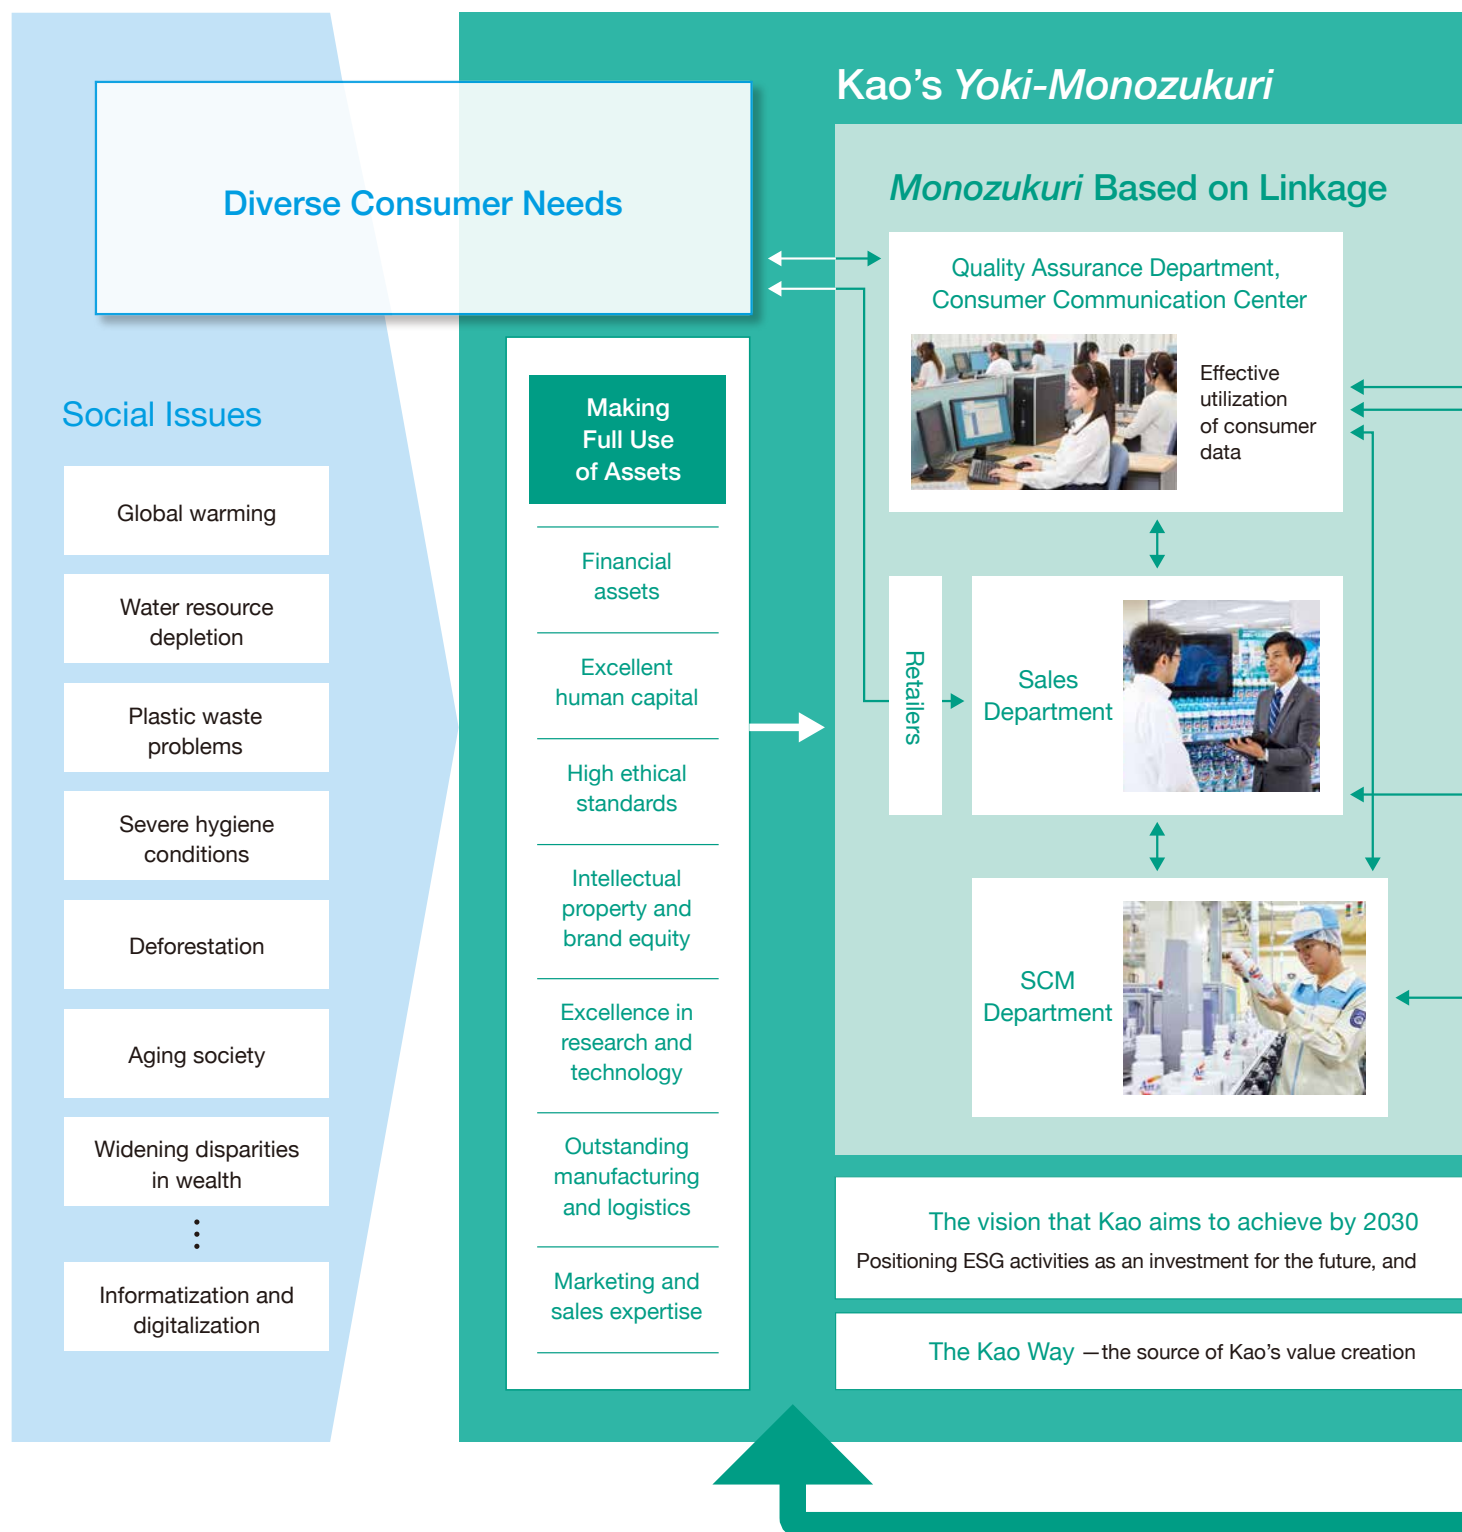 Kao's Yoki-Monozukuri
Diverse Consumer Needs
Social Issues
Global warming
Water resource
depletion
Plastic waste
problems
Severe hygiene
conditions
Deforestation
Aging society
Widening disparities
in wealth
⋮
Informatization and
digitalization
Making
Full Use
of Assets
Financial
assets
Excellent
human capital
High ethical
standards
Intellectual
property and
brand equity
Excellence in
research and
technology
Outstanding
manufacturing
and logistics
Marketing and
sales expertise
Monozukuri Based on Linkage
Quality Assurance Department,
Consumer Communication Center
Effective
utilization
of consumer
data
Retailers
Sales
Department
SCM
Department
The vision that Kao aims to achieve by 2030
Positioning ESG activities as an investment for the future, and
The Kao Way —the source of Kao's value creation